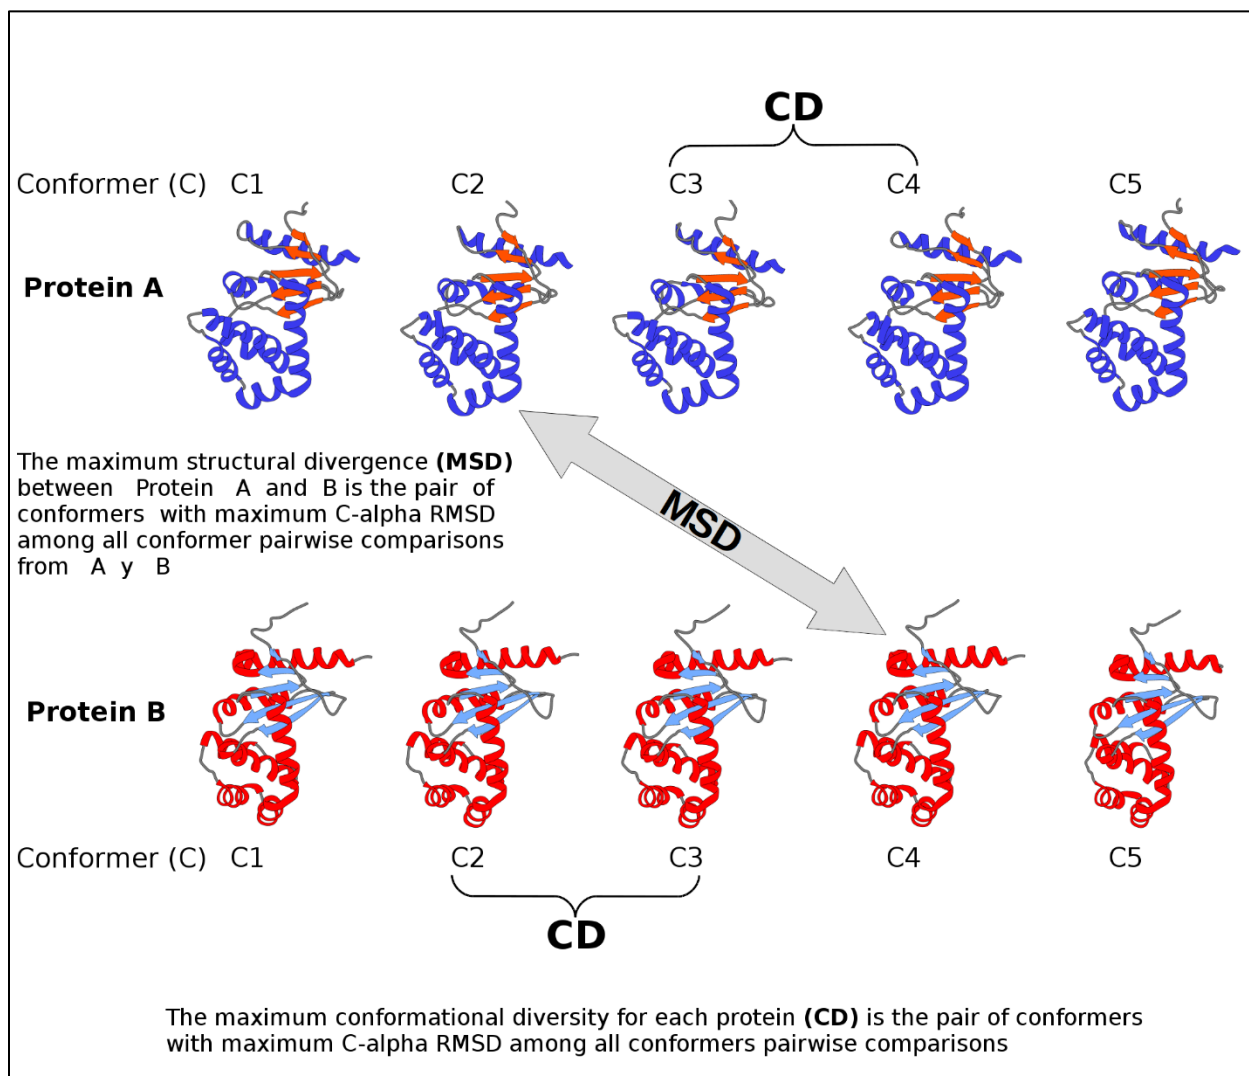 CD
Conformer (C) C1 C2 C3 C4 C5
Protein A
The maximum structural divergence (MSD)
between Protein A and B is the pair of
conformers with maximum C-alpha RMSD
among all conformer pairwise comparisons
from A y B
MSD
Protein B
Conformer (C) C1 C2 C3 C4 C5
CD
The maximum conformational diversity for each protein (CD) is the pair of conformers
with maximum C-alpha RMSD among all conformers pairwise comparisons